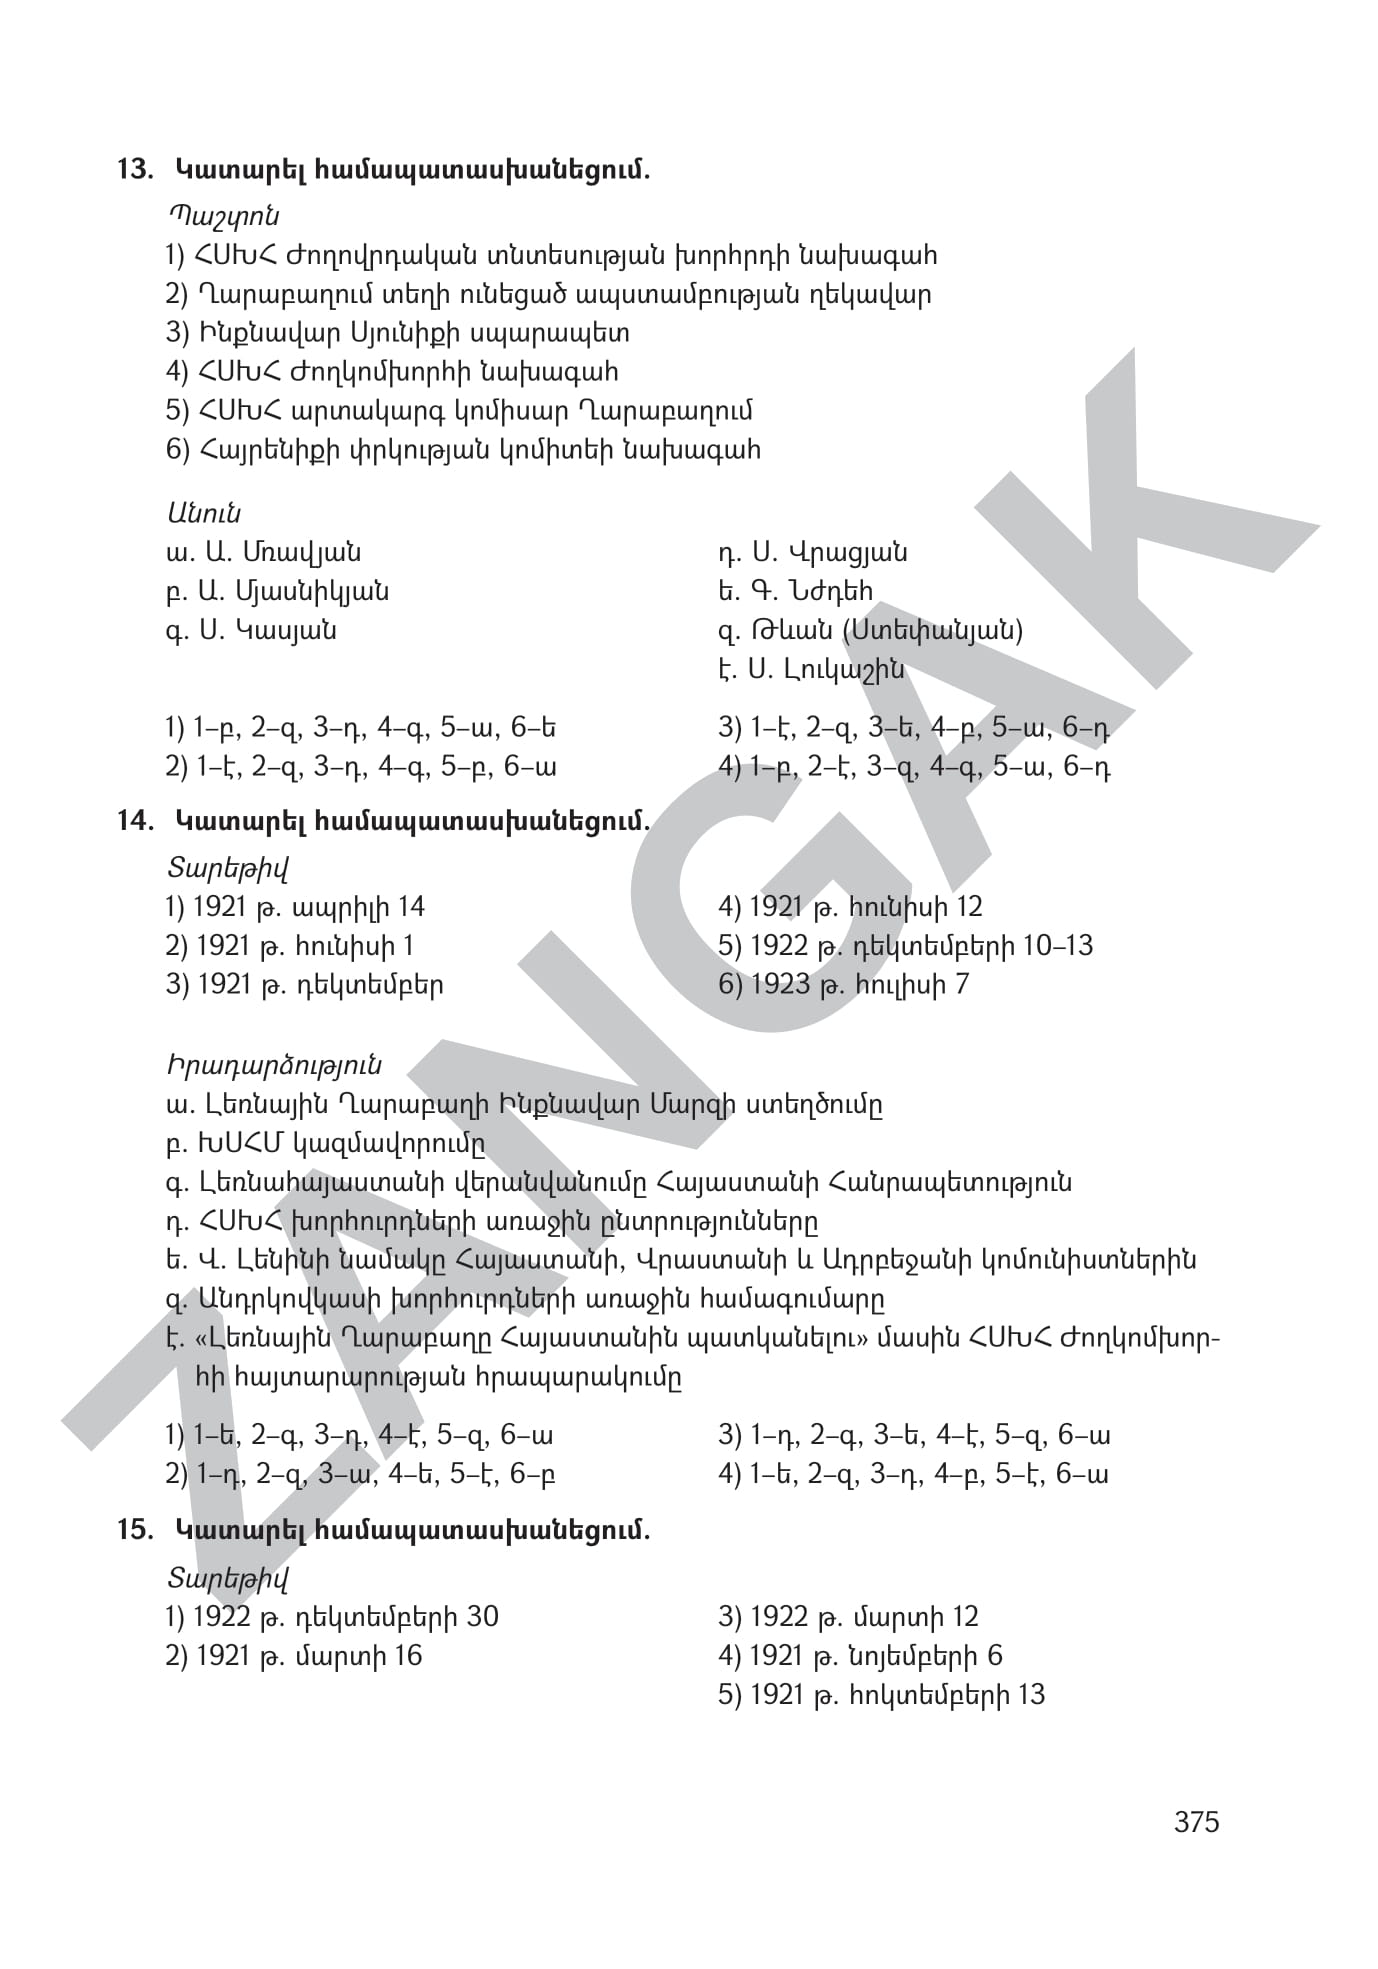 13. Կատարել համապատասխանեցում.
Պաշտոն
1) ՀՍԽՀ Ժողովրդական տնտեսության խորհրդի նախագահ
2) Ղարաբաղում տեղի ունեցած ապստամբության ղեկավար
3) Ինքնավար Սյունիքի սպարապետ
4) ՀՍԽՀ Ժողկոմխորհի նախագահ
5) ՀՍԽՀ արտակարգ կոմիսար Ղարաբաղում
6) Հայրենիքի փրկության կոմիտեի նախագահ
Անուն
ա. Ա. Մռավյան
բ. Ա. Մյասնիկյան
գ. Ս. Կասյան
դ. Ս. Վրացյան
ե. Գ. Նժդեհ
զ. Թևան (Ստեփանյան)
է. Ս. Լուկաշին
1) 1–բ, 2–զ, 3–դ, 4–գ, 5–ա, 6–ե
2) 1–է, 2–զ, 3–դ, 4–գ, 5–բ, 6–ա
3) 1–է, 2–զ, 3–ե, 4–բ, 5–ա, 6–դ
4) 1–բ, 2–է, 3–զ, 4–գ, 5–ա, 6–դ
14. Կատարել համապատասխանեցում.
Տարեթիվ
1) 1921 թ. ապրիլի 14
2) 1921 թ. հունիսի 1
3) 1921 թ. դեկտեմբեր
4) 1921 թ. հունիսի 12
5) 1922 թ. դեկտեմբերի 10–13
6) 1923 թ. հուլիսի 7
Իրադարձություն
ա. Լեռնային Ղարաբաղի Ինքնավար Մարզի ստեղծումը
բ. ԽՍՀՄ կազմավորումը
գ. Լեռնահայաստանի վերանվանումը Հայաստանի Հանրապետություն
դ. ՀՍԽՀ խորհուրդների առաջին ընտրությունները
ե. Վ. Լենինի նամակը Հայաստանի, Վրաստանի և Ադրբեջանի կոմունիստներին
զ. Անդրկովկասի խորհուրդների առաջին համագումարը
է. «Լեռնային Ղարաբաղը Հայաստանին պատկանելու» մասին ՀՍԽՀ Ժողկոմխոր-
հի հայտարարության հրապարակումը
1) 1–ե, 2–գ, 3–դ, 4–է, 5–զ, 6–ա
2) 1–դ, 2–զ, 3–ա, 4–ե, 5–է, 6–բ
3) 1–դ, 2–գ, 3–ե, 4–է, 5–զ, 6–ա
4) 1–ե, 2–զ, 3–դ, 4–բ, 5–է, 6–ա
15. Կատարել համապատասխանեցում.
Տարեթիվ
1) 1922 թ. դեկտեմբերի 30
2) 1921 թ. մարտի 16
3) 1922 թ. մարտի 12
4) 1921 թ. նոյեմբերի 6
5) 1921 թ. հոկտեմբերի 13
375
ZANGAK